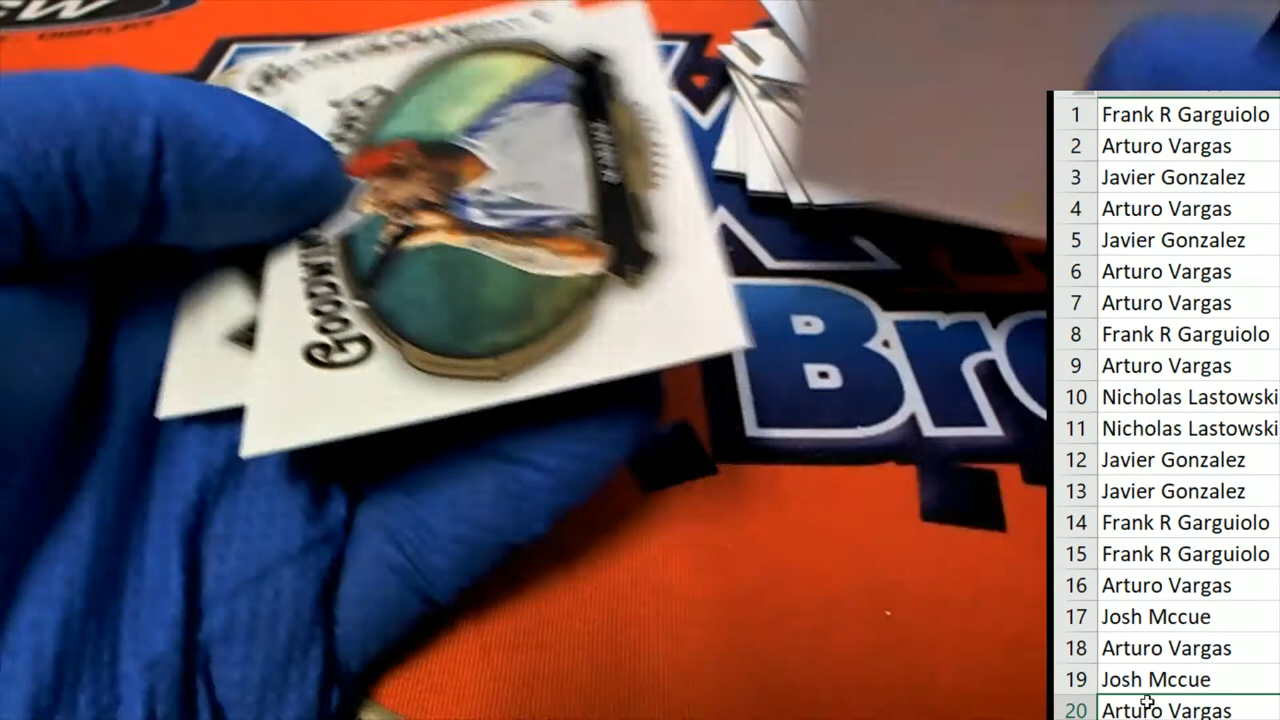 GOODWIN
Bro
1 Frank R Garguiolo
2 Arturo Vargas
3 Javier Gonzalez
4 Arturo Vargas
5 Javier Gonzalez
6 Arturo Vargas
7 Arturo Vargas
8 Frank R Garguiolo
9 Arturo Vargas
10 Nicholas Lastowski
11 Nicholas Lastowski
12 Javier Gonzalez
13 Javier Gonzalez
14 Frank R Garguiolo
15 Frank R Garguiolo
16 Arturo Vargas
17 Josh Mccue
18 Arturo Vargas
19 Josh Mccue
20 Arturo Vargas